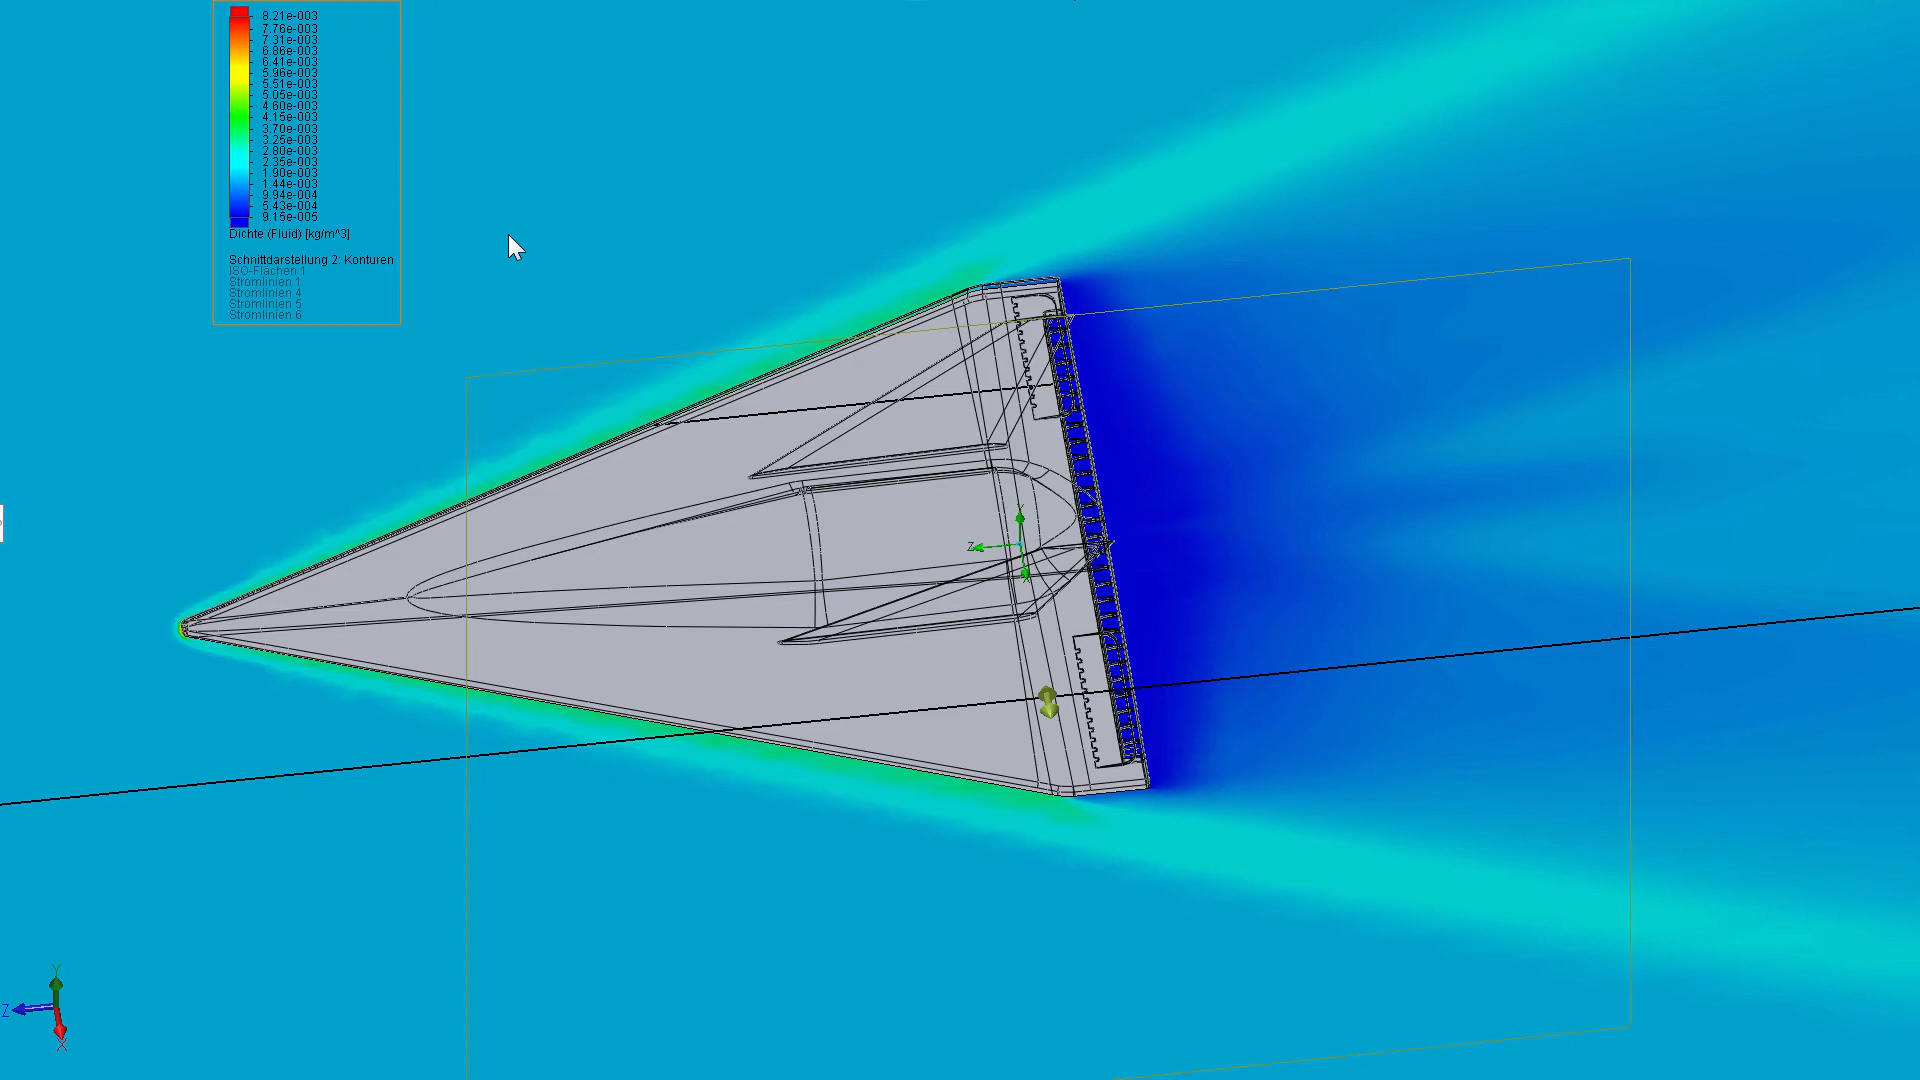 8.21e-003
7.76e-003
7.31e-003
6.86e-003
6.41e-003
5.96e-003
5.51e-003
5.05e-003
4.60e-003
4.15e-003
3.70e-003
3.25e-003
2.80e-003
2.35e-003
1.90e-003
1.44e-003
9.94e-004
5.43e-004
9.15e-005
Dichte (Fluid) [kg/m^3]
Schnittdarstellung 2: Konturen
ISO-Flächen 1
Stromlinien 1
Stromlinien 4
Stromlinien 5
Stromlinien 6
Y
Z
X
Y
Z
X